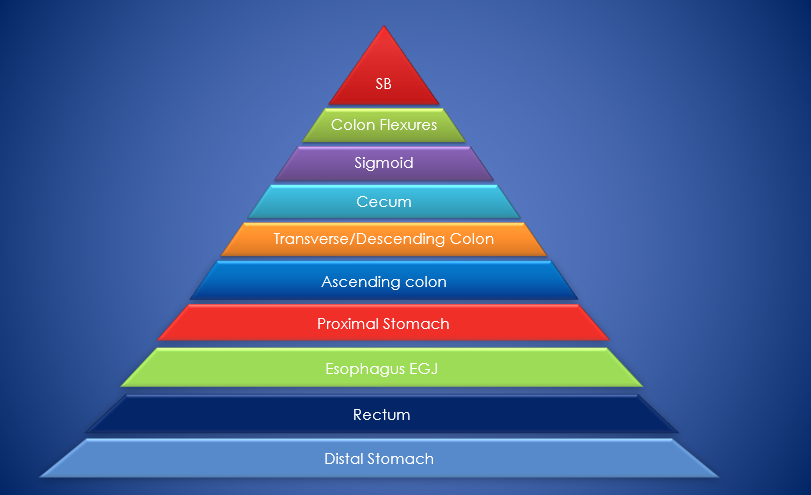 SB
Colon Flexures
Sigmoid
Cecum
Transverse/Descending Colon
Ascending colon
Proximal Stomach
Esophagus EGJ
Rectum
Distal Stomach